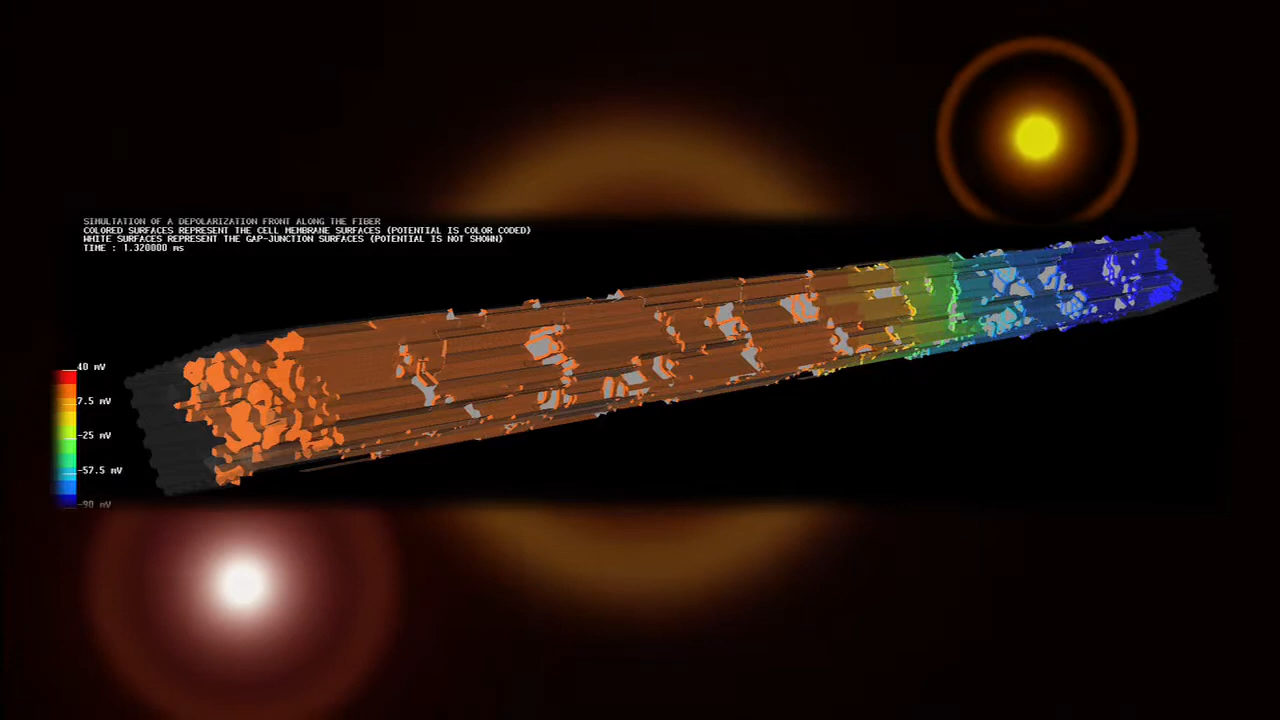 SIMULTATION OF A DEPOLARIZATION FRONT ALONG THE FIBER
COLORED SURFACES REPRESENT THE CELL MEMBRANE SURFACES (POTENTIAL IS COLOR CODED)
WHITE SURFACES REPRESENT THE GAP-JUNCTION SURFACES (POTENTIAL IS NOT SHOWN)
TIME : 1.320000 ms
40 mV
7.5 mV
-25 mV
-57.5 mV
-90 mV